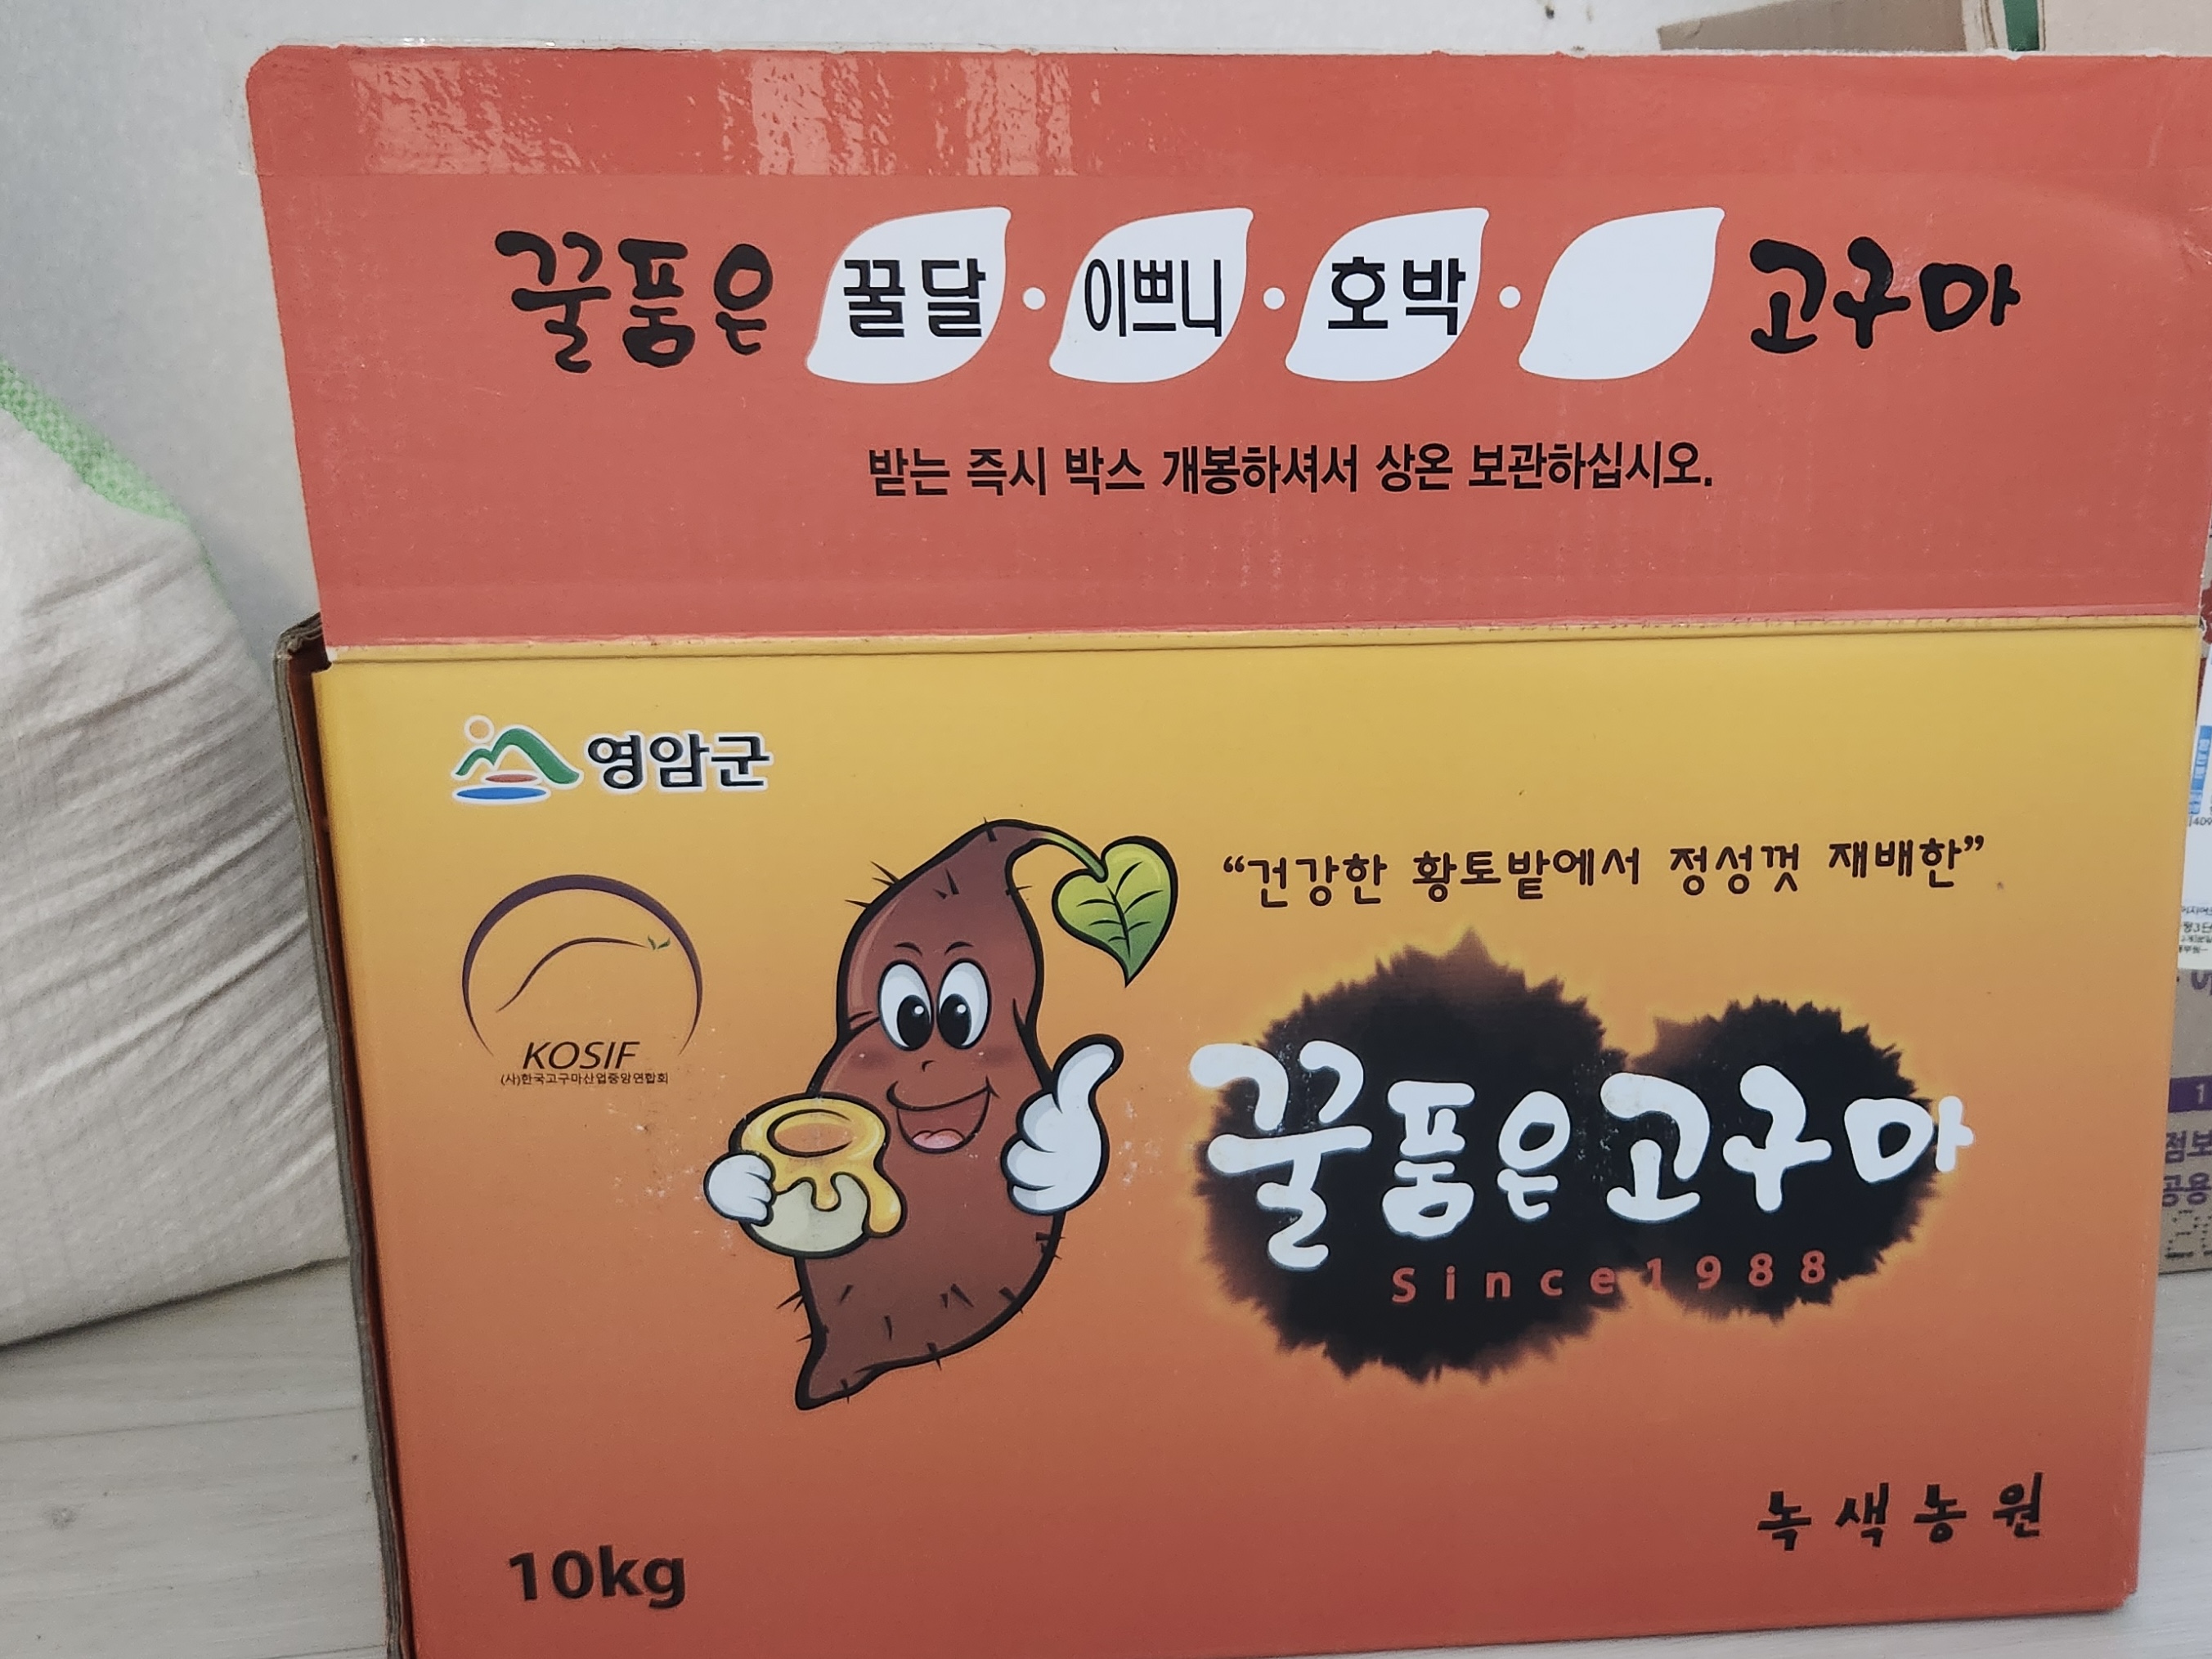 꿀품은 꿀달 · 이쁘니 · 호박 · 고구마
받는 즉시 박스 개봉하셔서 상온 보관하십시오.
영암군
“건강한 황토밭에서 정성껏 재배한”
KOSIF
(사)한국고구마산업중앙연합회
꿀품은고구마
Since1988
녹색농원
10kg